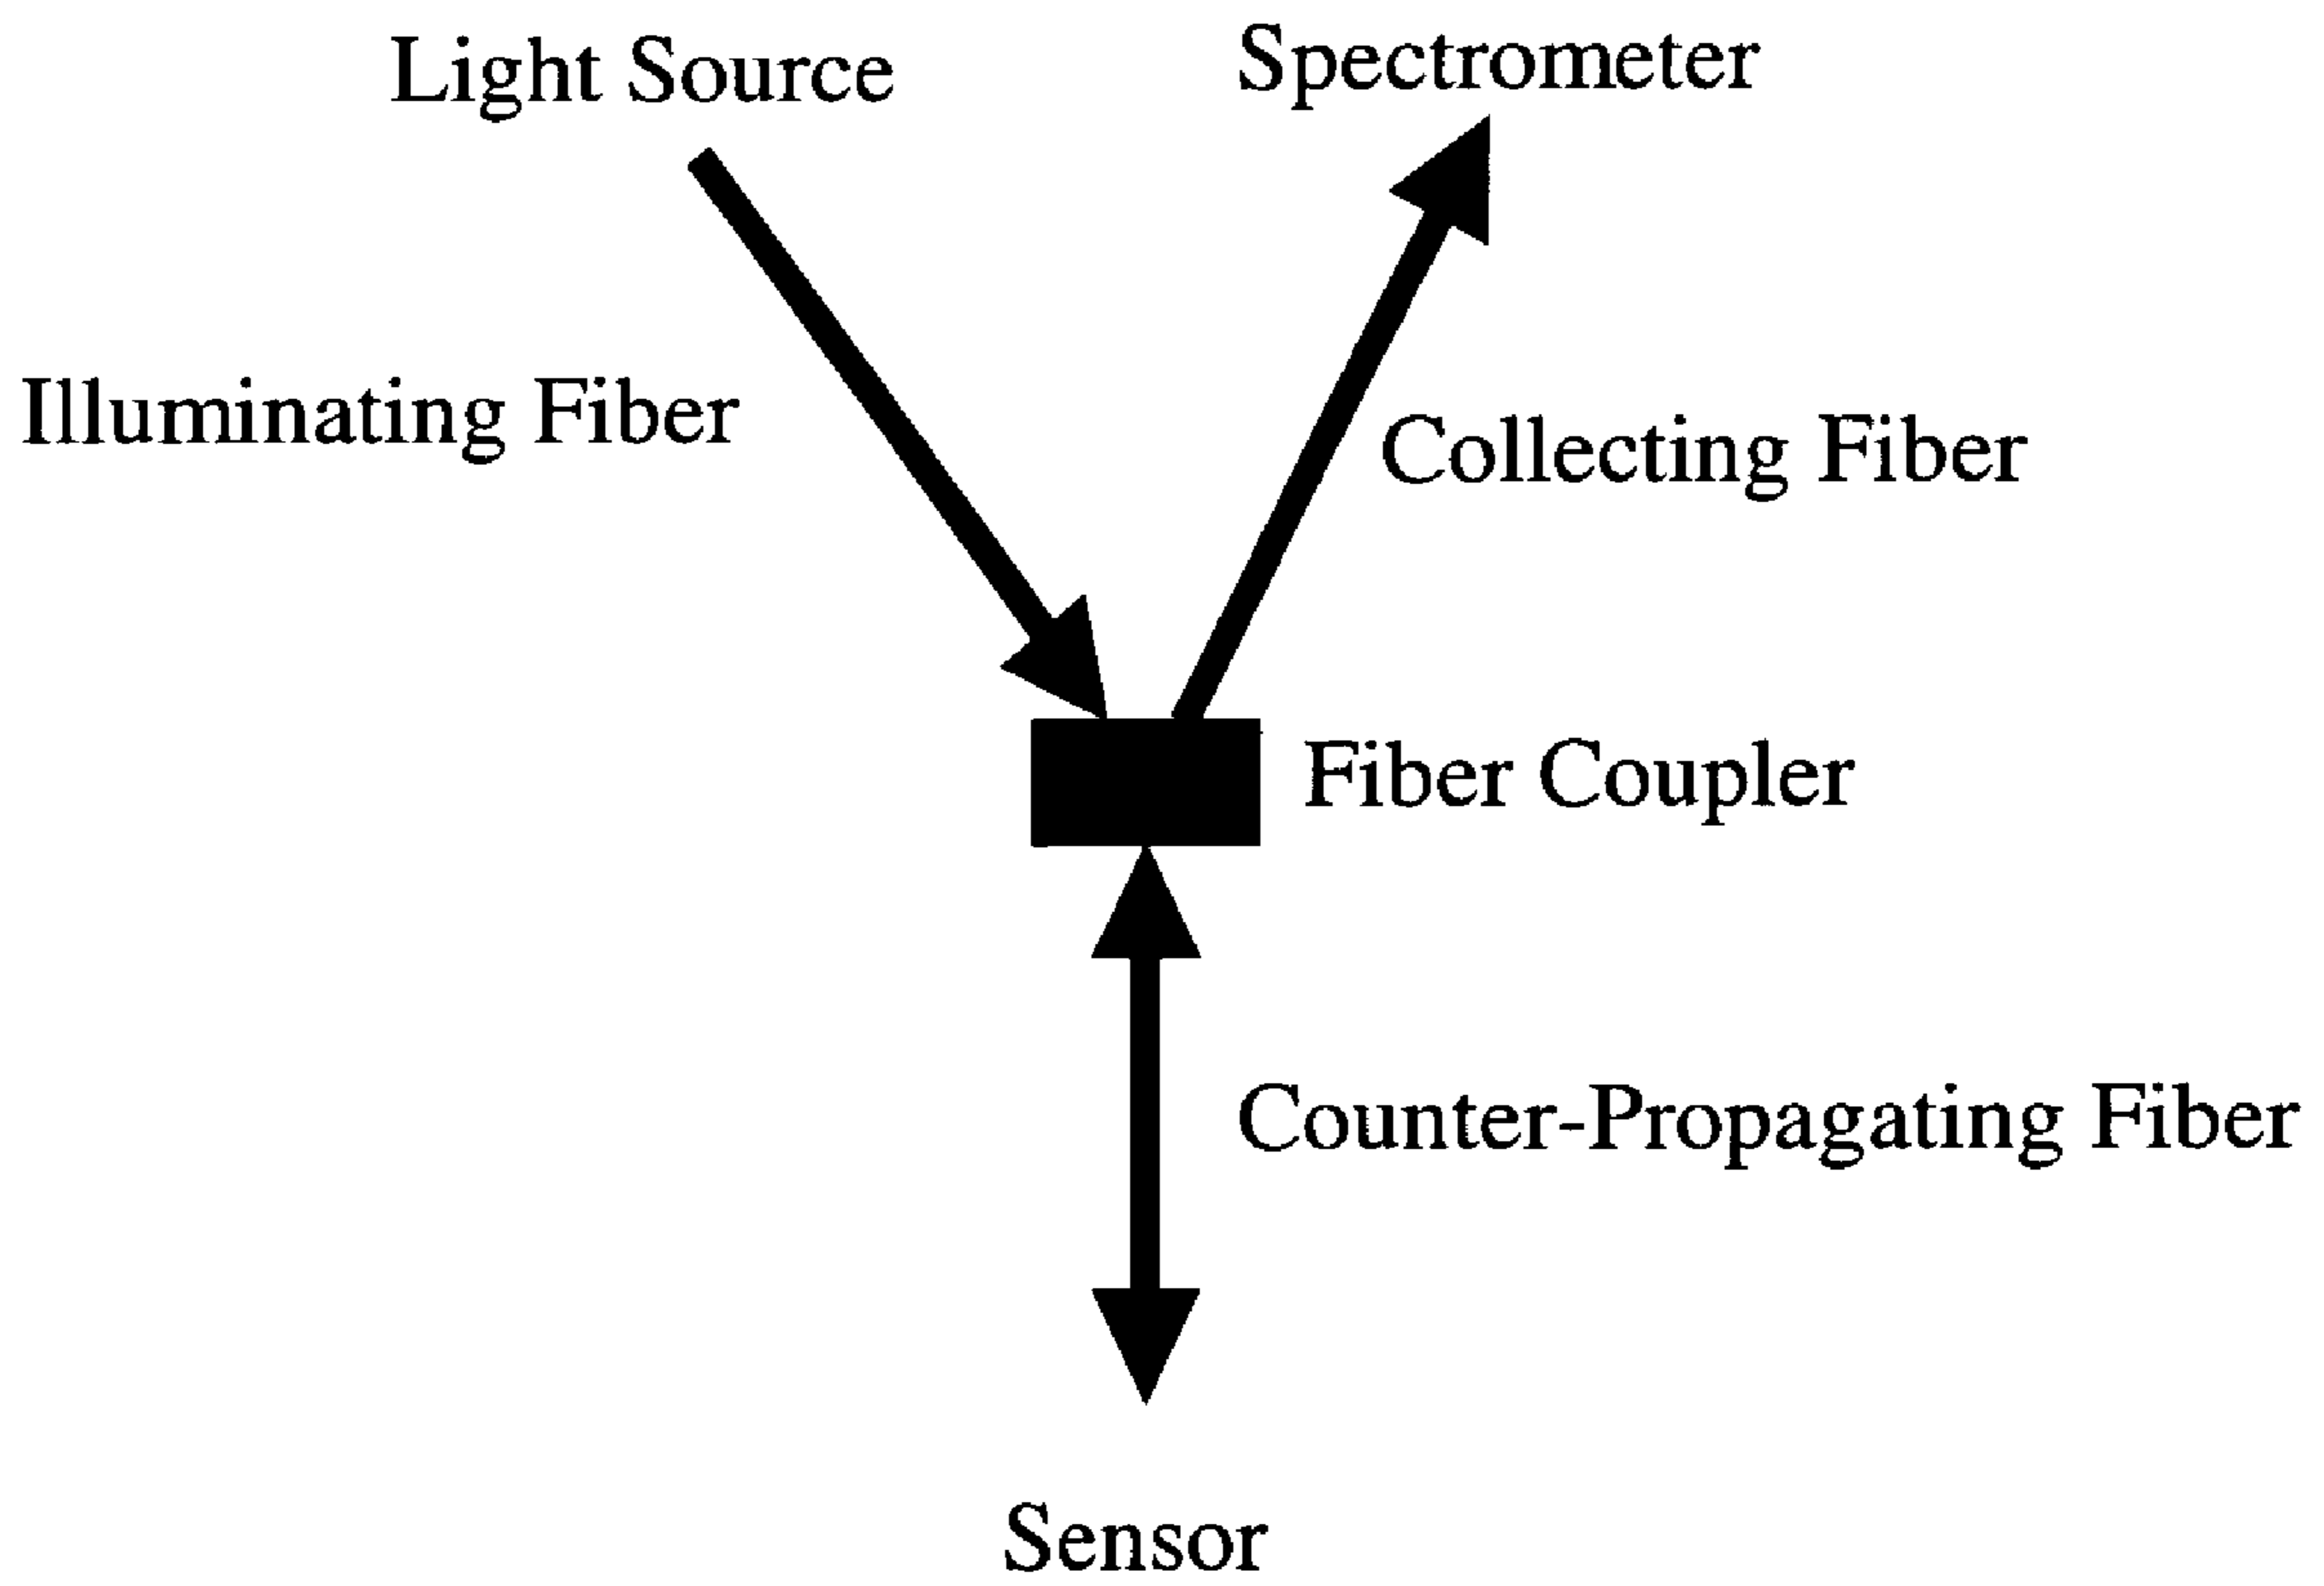 Light Source
Spectrometer
Illuminating Fiber
Collecting Fiber
Fiber Coupler
Counter-Propagating Fiber
Sensor